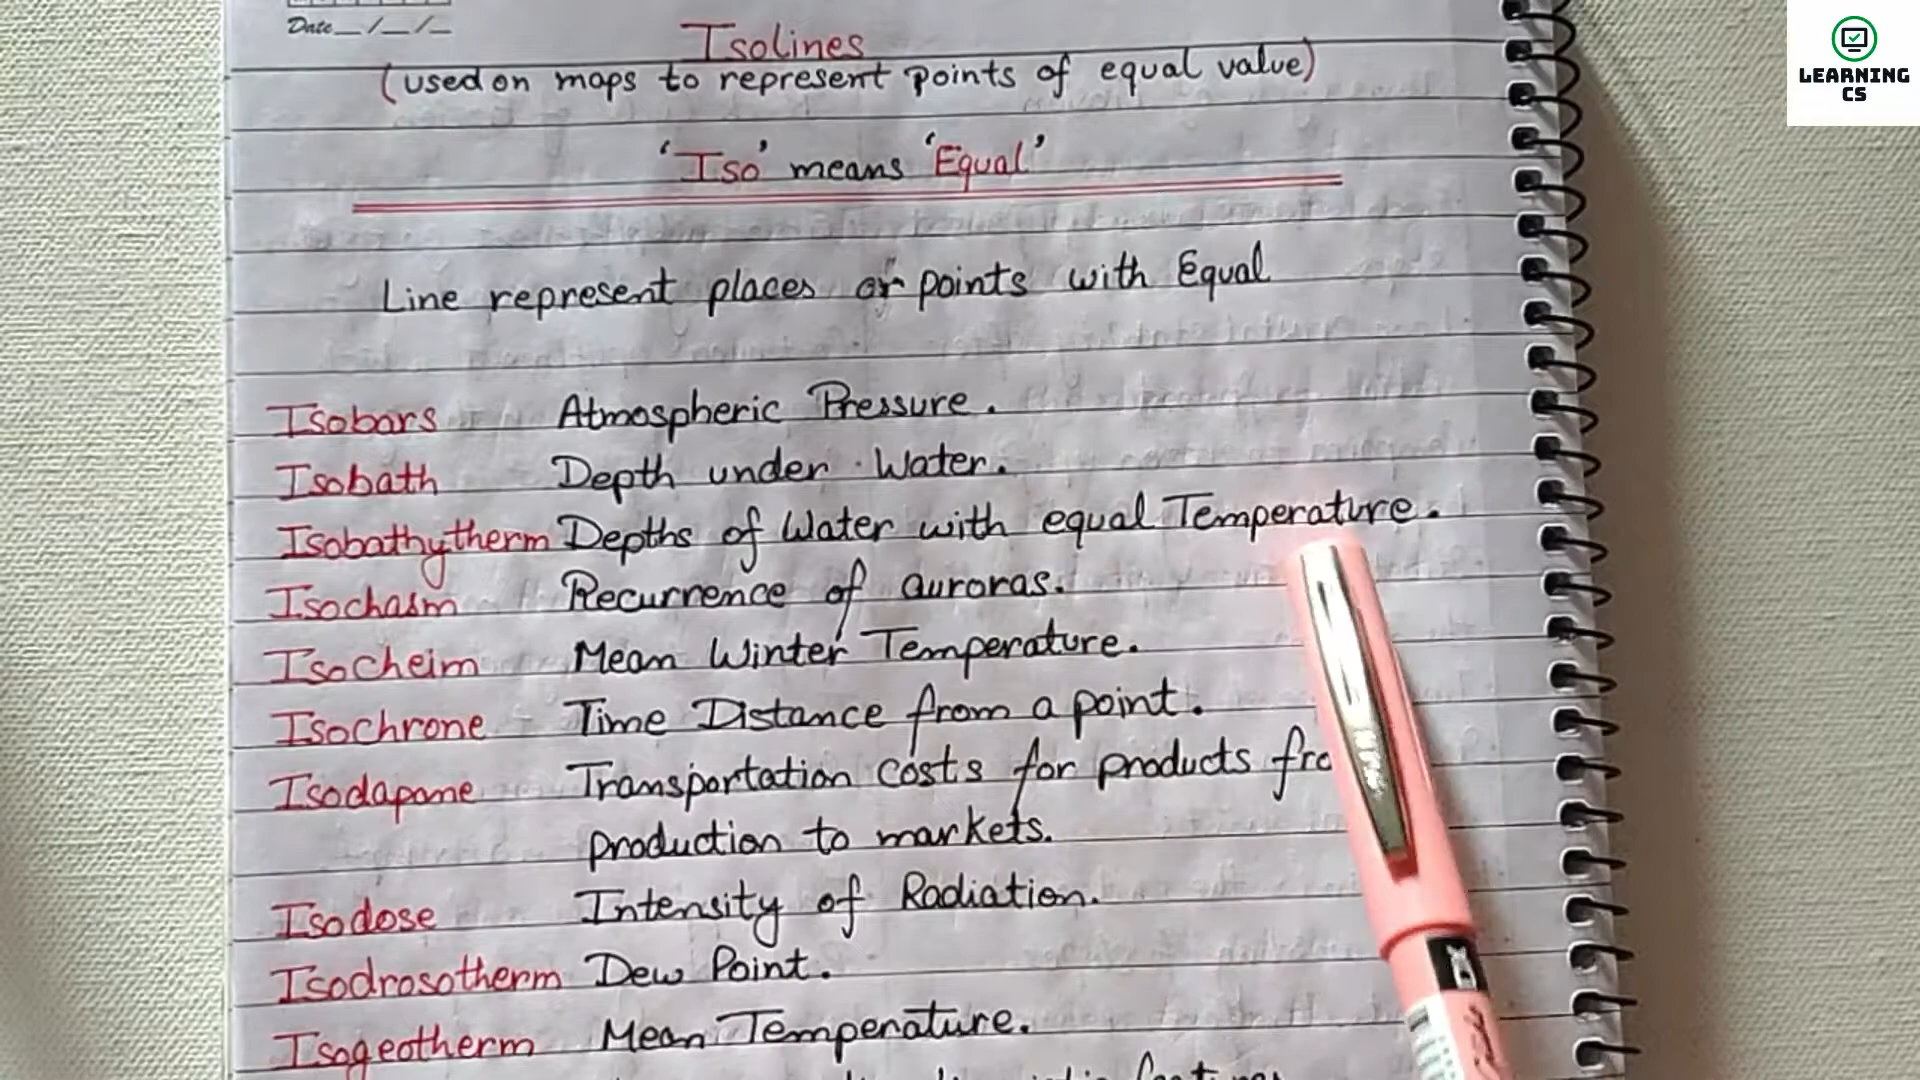 Date__/__/__
Isolines
(used on maps to represent points of equal value)
'Iso' means 'Equal'
Line represent places or points with Equal
Isobars Atmospheric Pressure.
Isobath Depth under Water.
Isobathytherm Depths of Water with equal Temperature.
Isochasm Recurrence of auroras.
Isocheim Mean Winter Temperature.
Isochrone Time Distance from a point.
Isodapane Transportation costs for products fro
production to markets.
Isodose Intensity of Radiation.
Isodrosotherm Dew Point.
Isogeotherm Mean Temperature.
LEARNING
CS